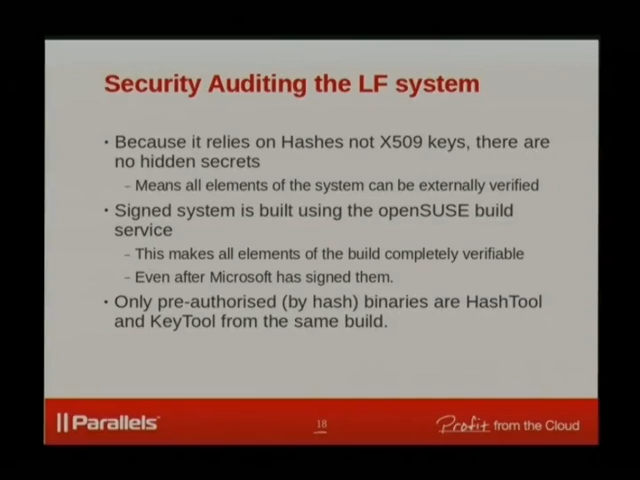 Security Auditing the LF system
· Because it relies on Hashes not X509 keys, there are
no hidden secrets
– Means all elements of the system can be externally verified
· Signed system is built using the openSUSE build
service
– This makes all elements of the build completely verifiable
– Even after Microsoft has signed them.
· Only pre-authorised (by hash) binaries are HashTool
and KeyTool from the same build.
|| Parallels™ 18 Profit from the Cloud